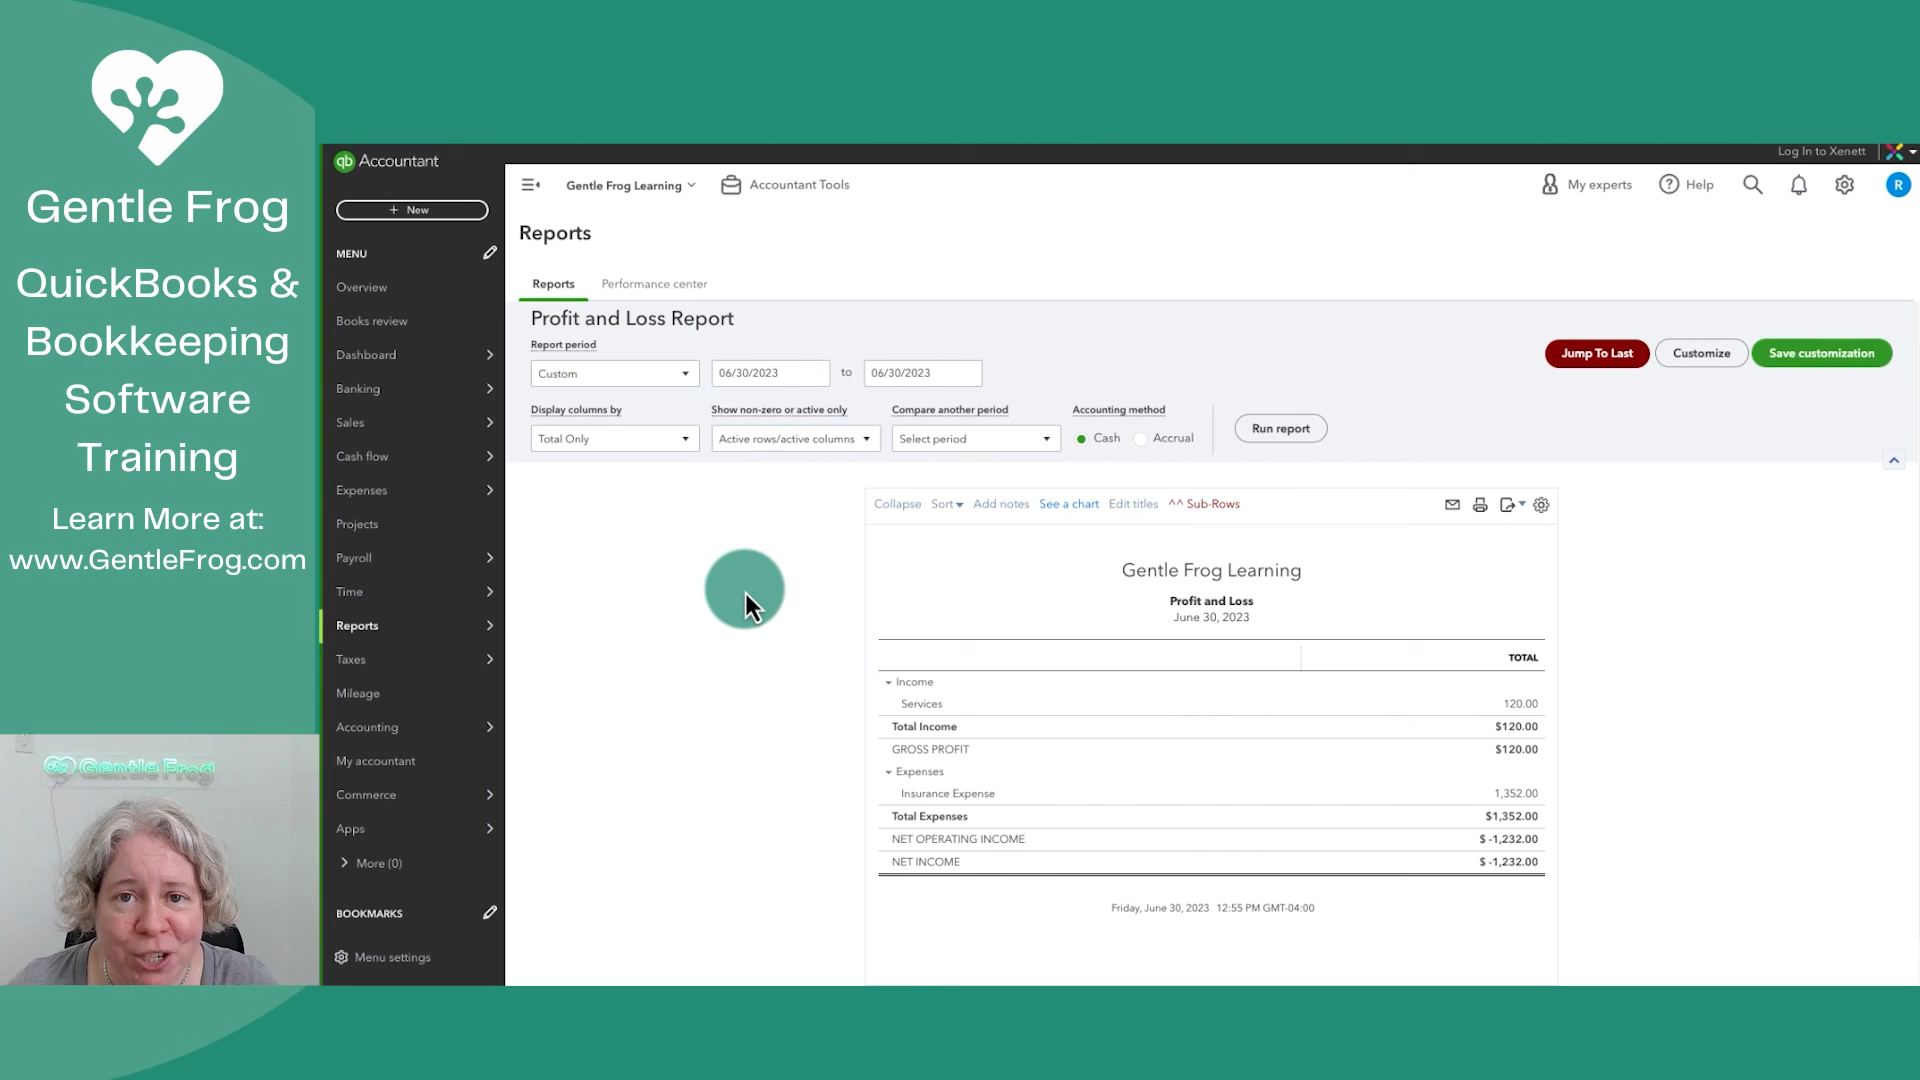 Gentle Frog
QuickBooks &
Bookkeeping
Software
Training
Learn More at:
www.GentleFrog.com
Gentle Frog
qb Accountant
+ New
MENU
Overview
Books review
Dashboard
Banking
Sales
Cash flow
Expenses
Projects
Payroll
Time
Reports
Taxes
Mileage
Accounting
My accountant
Commerce
Apps
More (0)
BOOKMARKS
Menu settings
Log In to Xenett
Gentle Frog Learning
Accountant Tools
My experts
Help
R
Reports
Reports Performance center
Profit and Loss Report
Report period
Custom 06/30/2023 to 06/30/2023
Jump To Last Customize Save customization
Display columns by Show non-zero or active only Compare another period Accounting method
Total Only Active rows/active columns Select period Cash Accrual Run report
Collapse Sort Add notes See a chart Edit titles ^^ Sub-Rows
Gentle Frog Learning
Profit and Loss
June 30, 2023
TOTAL
Income
Services 120.00
Total Income $120.00
GROSS PROFIT $120.00
Expenses
Insurance Expense 1,352.00
Total Expenses $1,352.00
NET OPERATING INCOME $ -1,232.00
NET INCOME $ -1,232.00
Friday, June 30, 2023 12:55 PM GMT-04:00